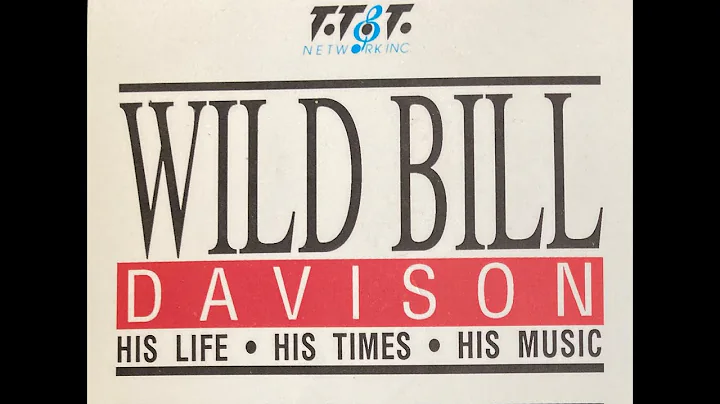 T.T.&T.
NETWORK INC
WILD BILL
DAVISON
HIS LIFE • HIS TIMES • HIS MUSIC